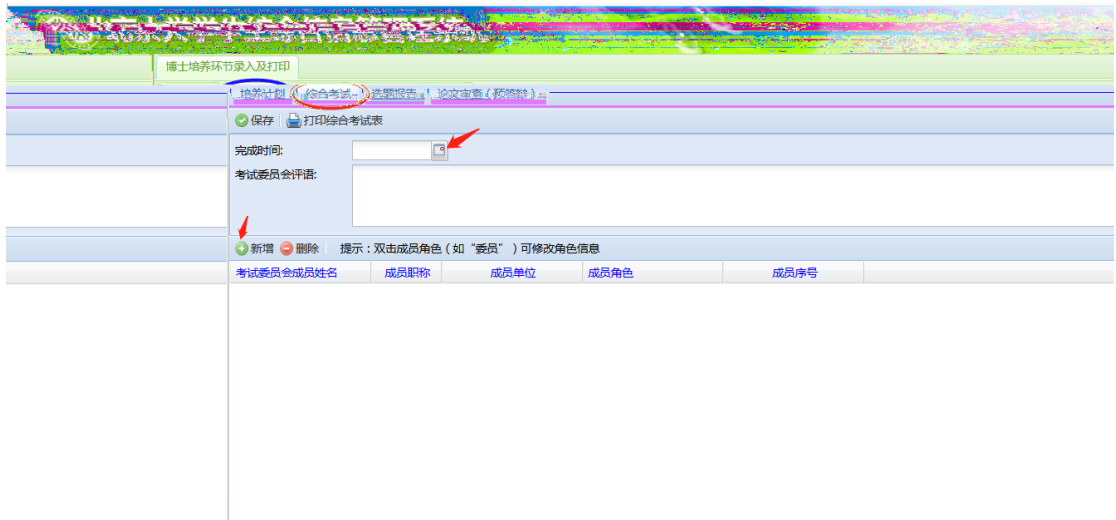 博士培养环节录入及打印
培养计划 综合考试 选题报告 论文审查（预答辩）
保存 打印综合考试表
完成时间:
考试委员会评语:
新增 删除 提示：双击成员角色（如“委员”）可修改角色信息
考试委员会成员姓名 成员职称 成员单位 成员角色 成员序号